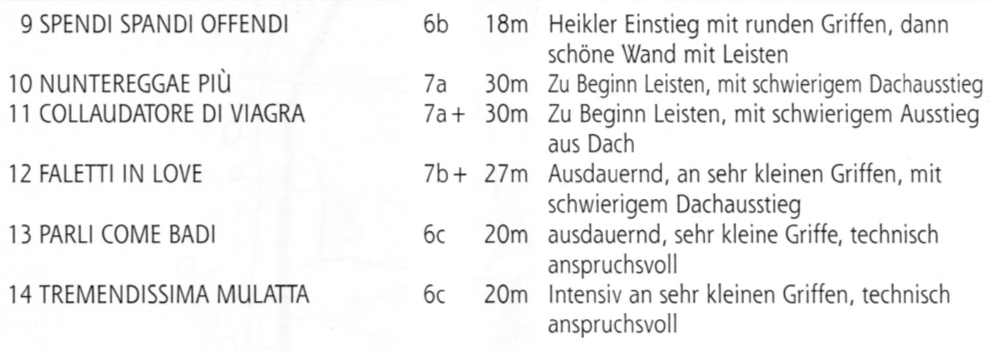 9 SPENDI SPANDI OFFENDI 6b 18m Heikler Einstieg mit runden Griffen, dann
schöne Wand mit Leisten
10 NUNTEREGGAE PIÙ 7a 30m Zu Beginn Leisten, mit schwierigem Dachausstieg
11 COLLAUDATORE DI VIAGRA 7a+ 30m Zu Beginn Leisten, mit schwierigem Ausstieg
aus Dach
12 FALETTI IN LOVE 7b+ 27m Ausdauernd, an sehr kleinen Griffen, mit
schwierigem Dachausstieg
13 PARLI COME BADI 6c 20m ausdauernd, sehr kleine Griffe, technisch
anspruchsvoll
14 TREMENDISSIMA MULATTA 6c 20m Intensiv an sehr kleinen Griffen, technisch
anspruchsvoll